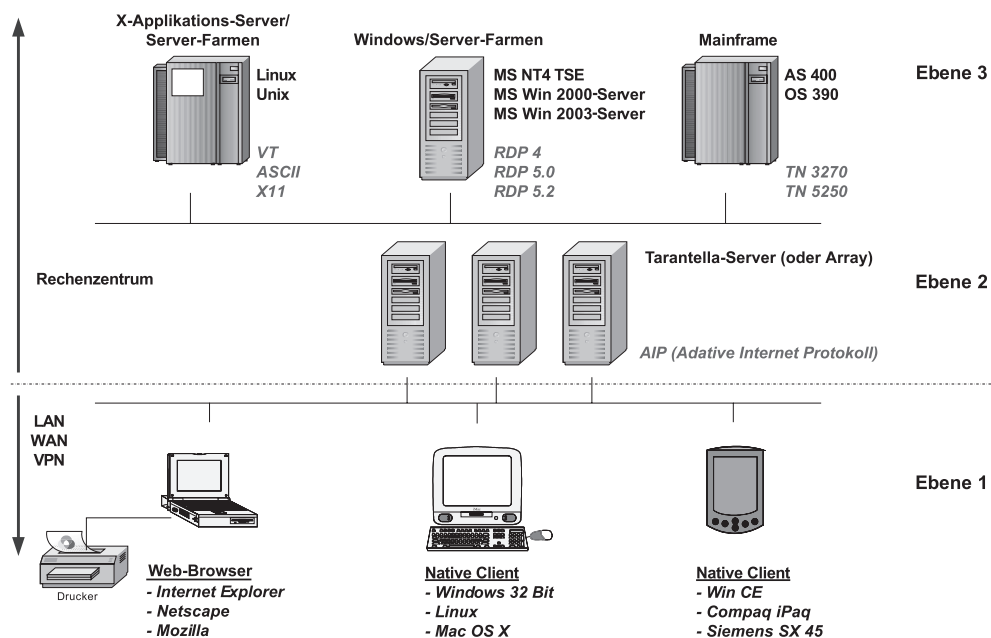 X-Applikations-Server/
Server-Farmen
Windows/Server-Farmen
Mainframe
Ebene 3
Linux
Unix
MS NT4 TSE
MS Win 2000-Server
MS Win 2003-Server
AS 400
OS 390
VT
ASCII
X11
RDP 4
RDP 5.0
RDP 5.2
TN 3270
TN 5250
Rechenzentrum
Tarantella-Server (oder Array)
Ebene 2
AIP (Adative Internet Protokoll)
LAN
WAN
VPN
Ebene 1
Drucker
Web-Browser
- Internet Explorer
- Netscape
- Mozilla
Native Client
- Windows 32 Bit
- Linux
- Mac OS X
Native Client
- Win CE
- Compaq iPaq
- Siemens SX 45